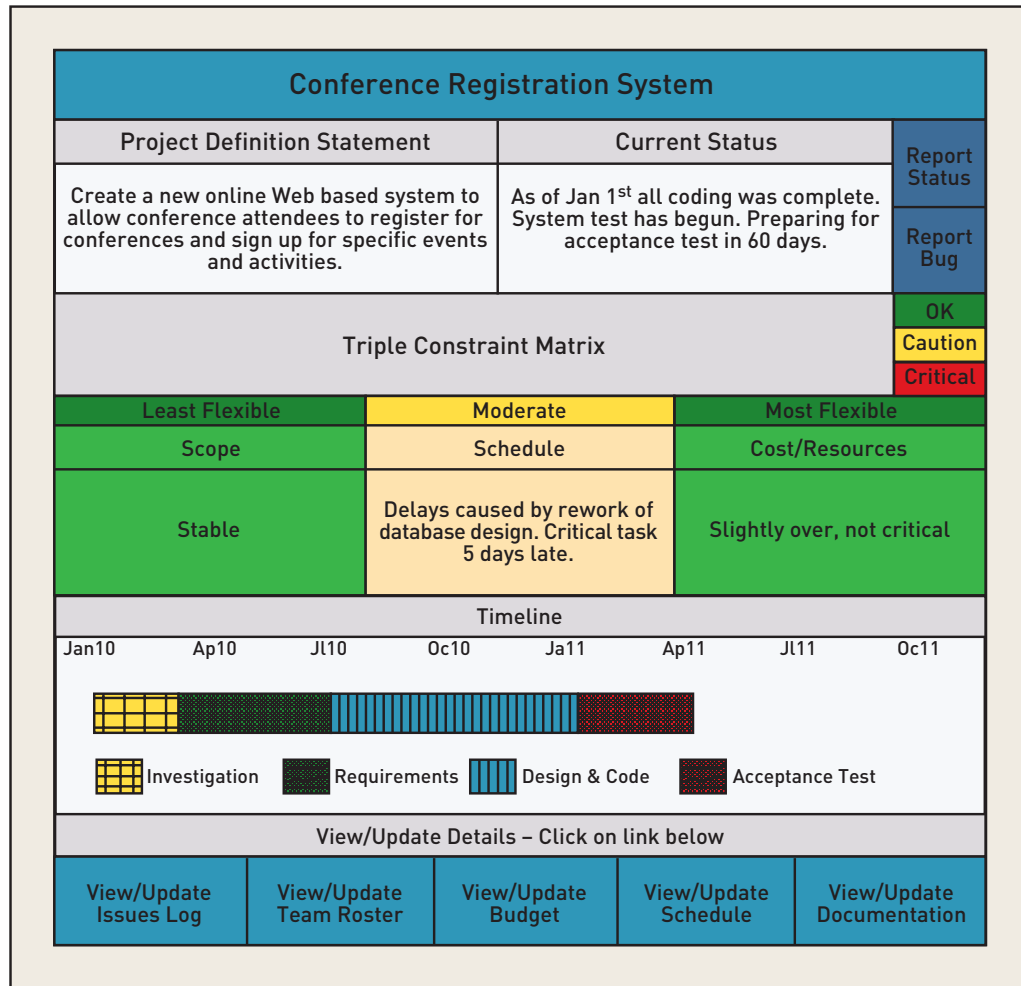 Conference Registration System
Project Definition Statement
Current Status
Report
Status
Create a new online Web based system to
allow conference attendees to register for
conferences and sign up for specific events
and activities.
As of Jan 1st all coding was complete.
System test has begun. Preparing for
acceptance test in 60 days.
Report
Bug
Triple Constraint Matrix
OK
Caution
Critical
Least Flexible
Moderate
Most Flexible
Scope
Schedule
Cost/Resources
Stable
Delays caused by rework of
database design. Critical task
5 days late.
Slightly over, not critical
Timeline
Jan10 Ap10 Jl10 Oc10 Ja11 Ap11 Jl11 Oc11
Investigation Requirements Design & Code Acceptance Test
View/Update Details – Click on link below
View/Update
Issues Log
View/Update
Team Roster
View/Update
Budget
View/Update
Schedule
View/Update
Documentation